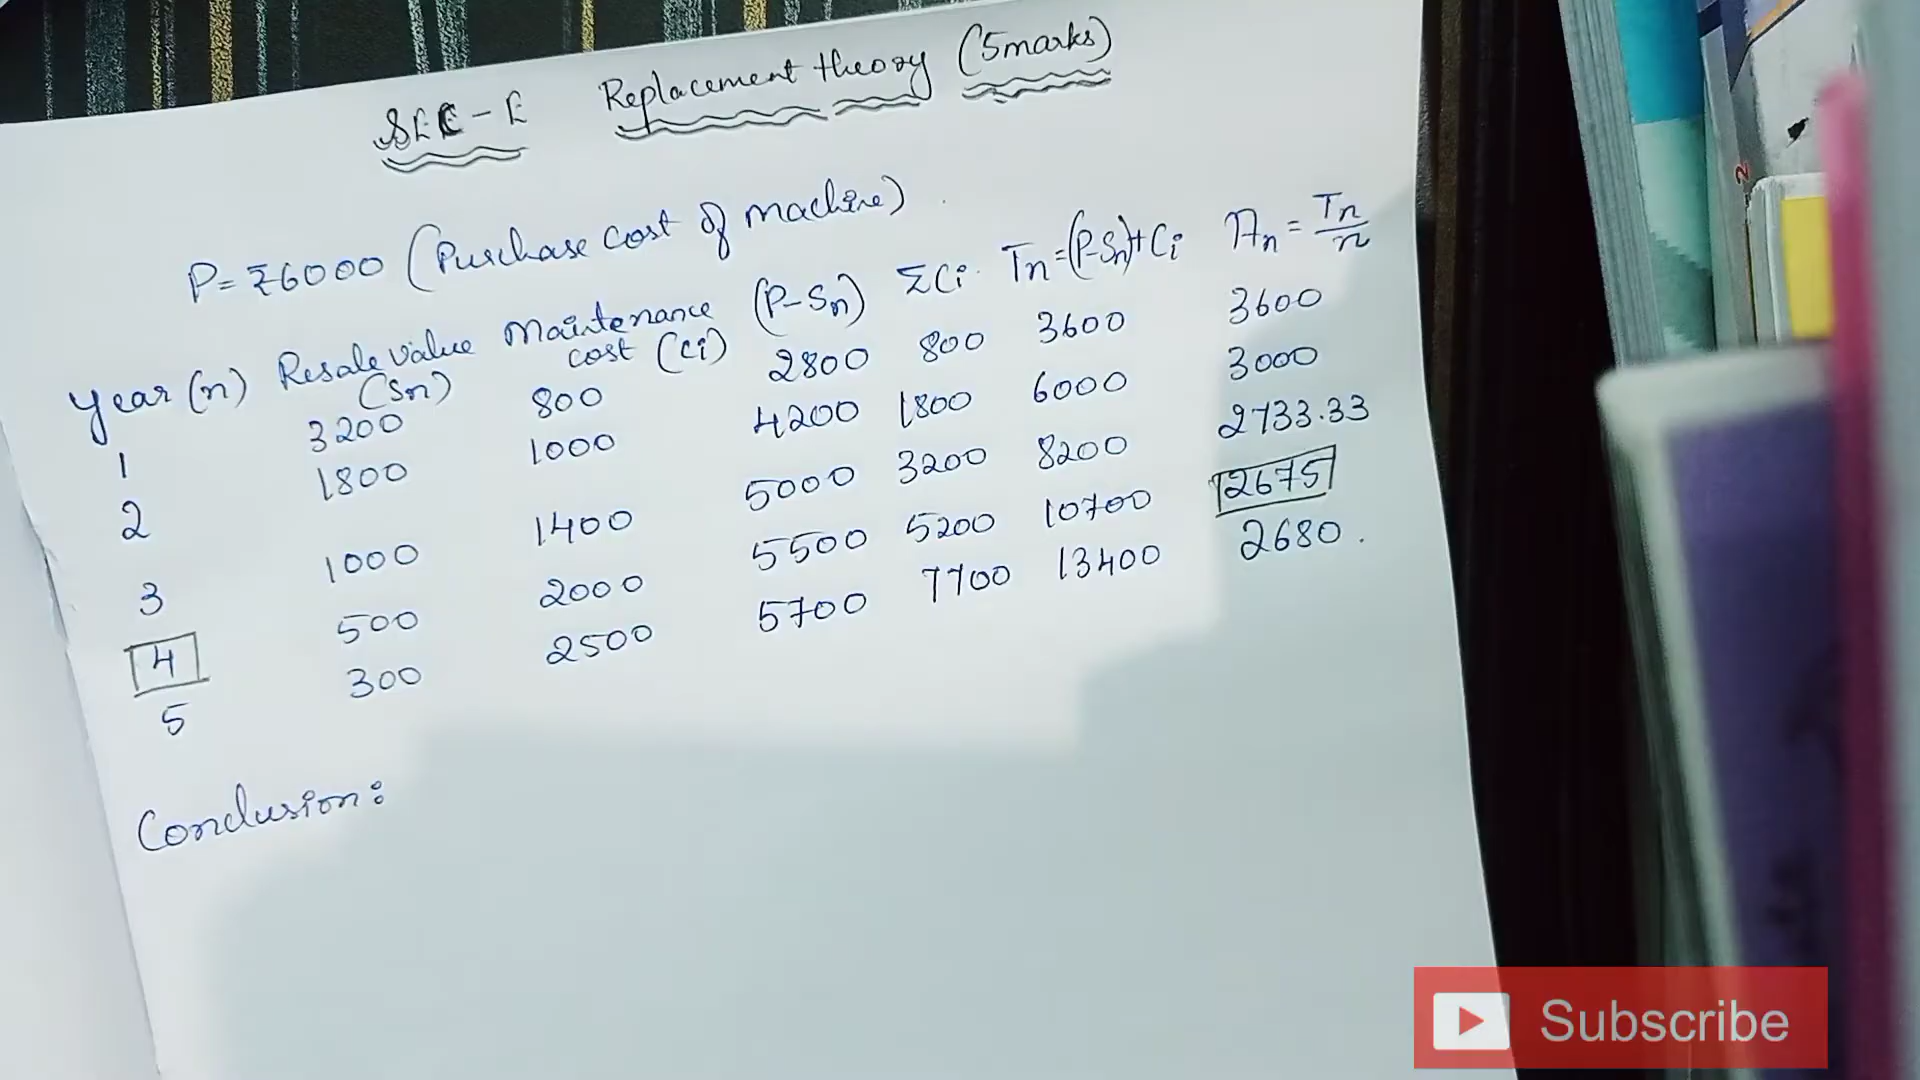 SEC - E Replacement theory (5marks)
P = ₹6000 (Purchase cost of machine)
Year (n) Resale value (Sn) Maintenance cost (Ci) (P-Sn) ΣCi Tn=(P-Sn)+Ci An = Tn/n
1 3200 800 2800 800 3600 3600
2 1800 1000 4200 1800 6000 3000
3 1000 1400 5000 3200 8200 2733.33
4 500 2000 5500 5200 10700 2675
5 300 2500 5700 7700 13400 2680.
Conclusion:
Subscribe